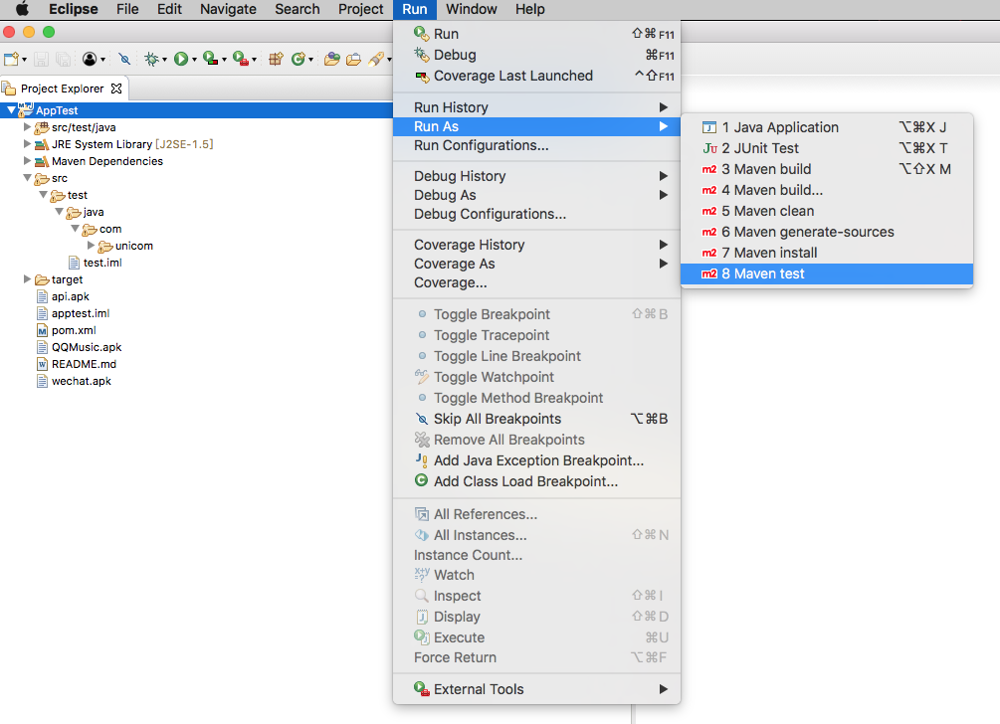 Eclipse File Edit Navigate Search Project Run Window Help
Project Explorer
AppTest
src/test/java
JRE System Library [J2SE-1.5]
Maven Dependencies
src
test
java
com
unicom
test.iml
target
api.apk
apptest.iml
pom.xml
QQMusic.apk
README.md
wechat.apk
Run ⇧⌘F11
Debug ⌘F11
Coverage Last Launched ^⇧F11
Run History
Run As
Run Configurations...
Debug History
Debug As
Debug Configurations...
Coverage History
Coverage As
Coverage...
Toggle Breakpoint ⇧⌘B
Toggle Tracepoint
Toggle Line Breakpoint
Toggle Watchpoint
Toggle Method Breakpoint
Skip All Breakpoints ⌥⌘B
Remove All Breakpoints
Add Java Exception Breakpoint...
Add Class Load Breakpoint...
All References...
All Instances... ⇧⌘N
Instance Count...
Watch
Inspect ⇧⌘I
Display ⇧⌘D
Execute ⌘U
Force Return ⌥⌘F
External Tools
1 Java Application ⌥⌘X J
Ju 2 JUnit Test ⌥⌘X T
m2 3 Maven build ⌥⇧X M
m2 4 Maven build...
m2 5 Maven clean
m2 6 Maven generate-sources
m2 7 Maven install
m2 8 Maven test